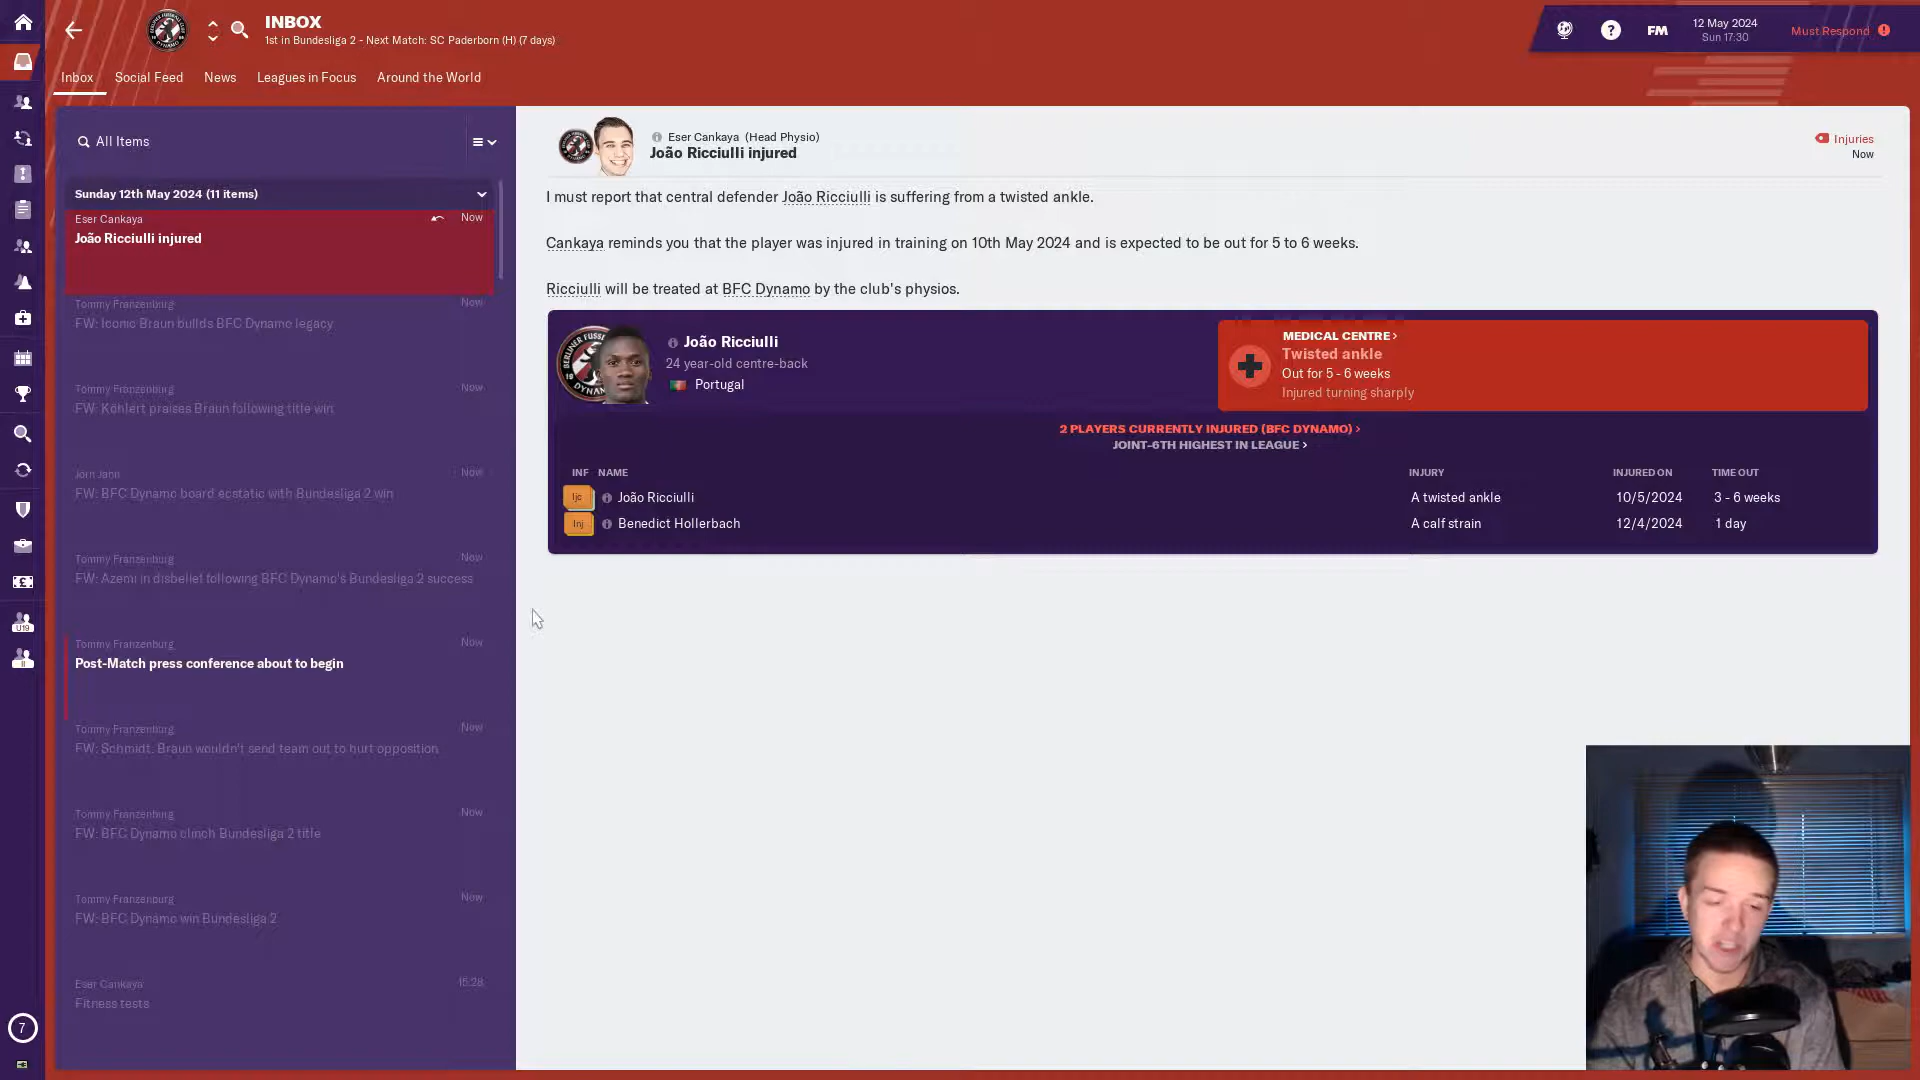 INBOX
1st in Bundesliga 2 - Next Match: SC Paderborn (H) (7 days)
FM
12 May 2024
Sun 17:30
Must Respond
Inbox
Social Feed
News
Leagues in Focus
Around the World
All Items
Sunday 12th May 2024 (11 items)
Eser Cankaya
Now
João Ricciulli injured
Tommy Franzenburg
Now
FW: Iconic Braun builds BFC Dynamo legacy
Tommy Franzenburg
Now
FW: Köhlert praises Braun following title win
Jörn Jann
Now
FW: BFC Dynamo board ecstatic with Bundesliga 2 win
Tommy Franzenburg
Now
FW: Azemi in disbelief following BFC Dynamo's Bundesliga 2 success
Tommy Franzenburg
Now
Post-Match press conference about to begin
Tommy Franzenburg
Now
FW: Schmidt: Braun wouldn't send team out to hurt opposition
Tommy Franzenburg
Now
FW: BFC Dynamo clinch Bundesliga 2 title
Tommy Franzenburg
Now
FW: BFC Dynamo win Bundesliga 2
Eser Cankaya
15:28
Fitness tests
U19
II
7
Eser Cankaya (Head Physio)
João Ricciulli injured
Injuries
Now
I must report that central defender João Ricciulli is suffering from a twisted ankle.
Cankaya reminds you that the player was injured in training on 10th May 2024 and is expected to be out for 5 to 6 weeks.
Ricciulli will be treated at BFC Dynamo by the club's physios.
João Ricciulli
24 year-old centre-back
Portugal
MEDICAL CENTRE >
Twisted ankle
Out for 5 - 6 weeks
Injured turning sharply
2 PLAYERS CURRENTLY INJURED (BFC DYNAMO) >
JOINT-6TH HIGHEST IN LEAGUE >
INF NAME INJURY INJURED ON TIME OUT
Ijc João Ricciulli A twisted ankle 10/5/2024 3 - 6 weeks
Inj Benedict Hollerbach A calf strain 12/4/2024 1 day